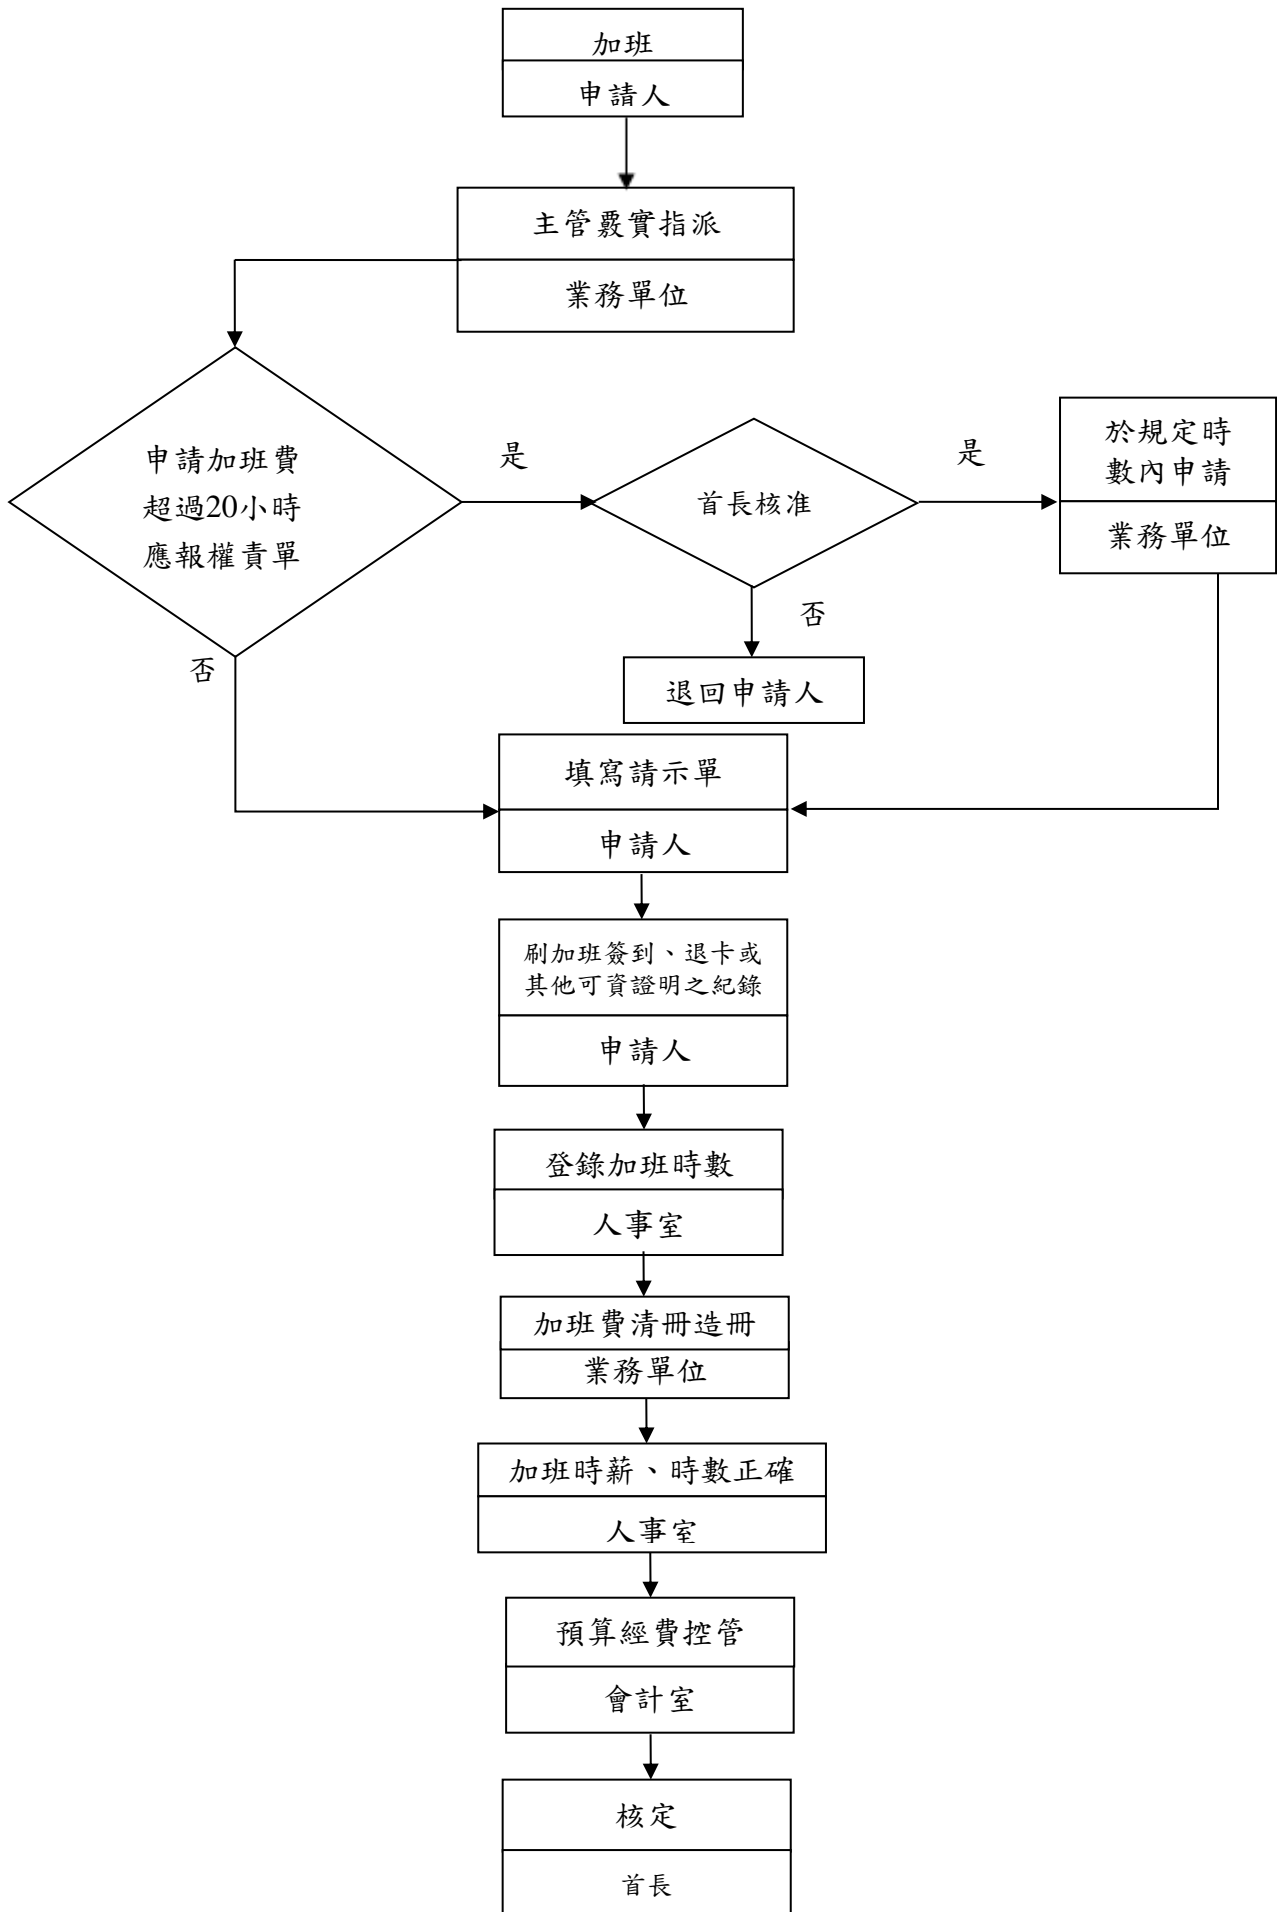 加班
申請人
主管覈實指派
業務單位
申請加班費
超過20小時
應報權責單
是
首長核准
是
於規定時
數內申請
業務單位
否
否
退回申請人
填寫請示單
申請人
刷加班簽到、退卡或
其他可資證明之紀錄
申請人
登錄加班時數
人事室
加班費清冊造冊
業務單位
加班時薪、時數正確
人事室
預算經費控管
會計室
核定
首長